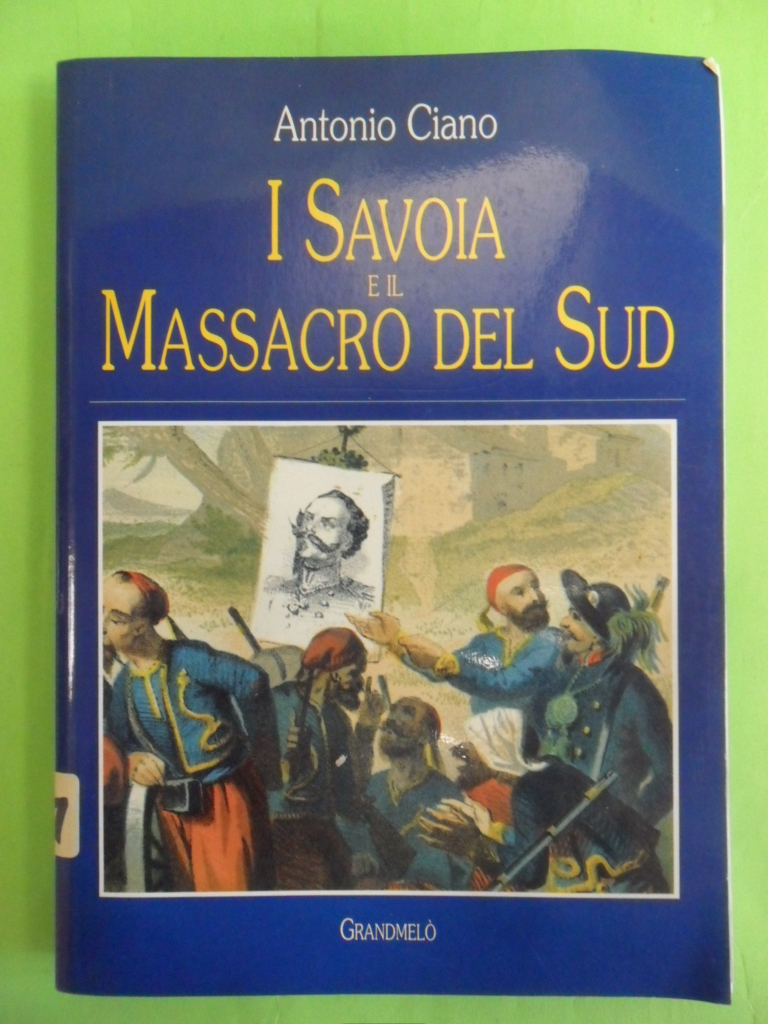 Antonio Ciano
I SAVOIA
E IL
MASSACRO DEL SUD
GRANDMELÒ